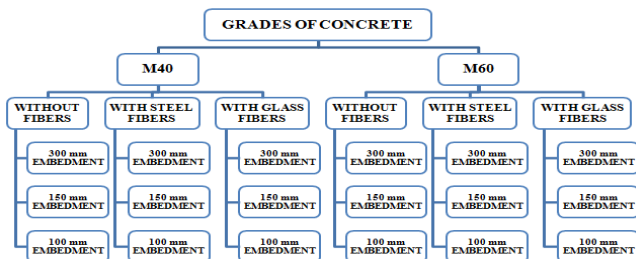 GRADES OF CONCRETE
M40
M60
WITHOUT
FIBERS
WITH STEEL
FIBERS
WITH GLASS
FIBERS
WITHOUT
FIBERS
WITH STEEL
FIBERS
WITH GLASS
FIBERS
300 mm
EMBEDMENT
300 mm
EMBEDMENT
300 mm
EMBEDMENT
300 mm
EMBEDMENT
300 mm
EMBEDMENT
300 mm
EMBEDMENT
150 mm
EMBEDMENT
150 mm
EMBEDMENT
150 mm
EMBEDMENT
150 mm
EMBEDMENT
150 mm
EMBEDMENT
150 mm
EMBEDMENT
100 mm
EMBEDMENT
100 mm
EMBEDMENT
100 mm
EMBEDMENT
100 mm
EMBEDMENT
100 mm
EMBEDMENT
100 mm
EMBEDMENT